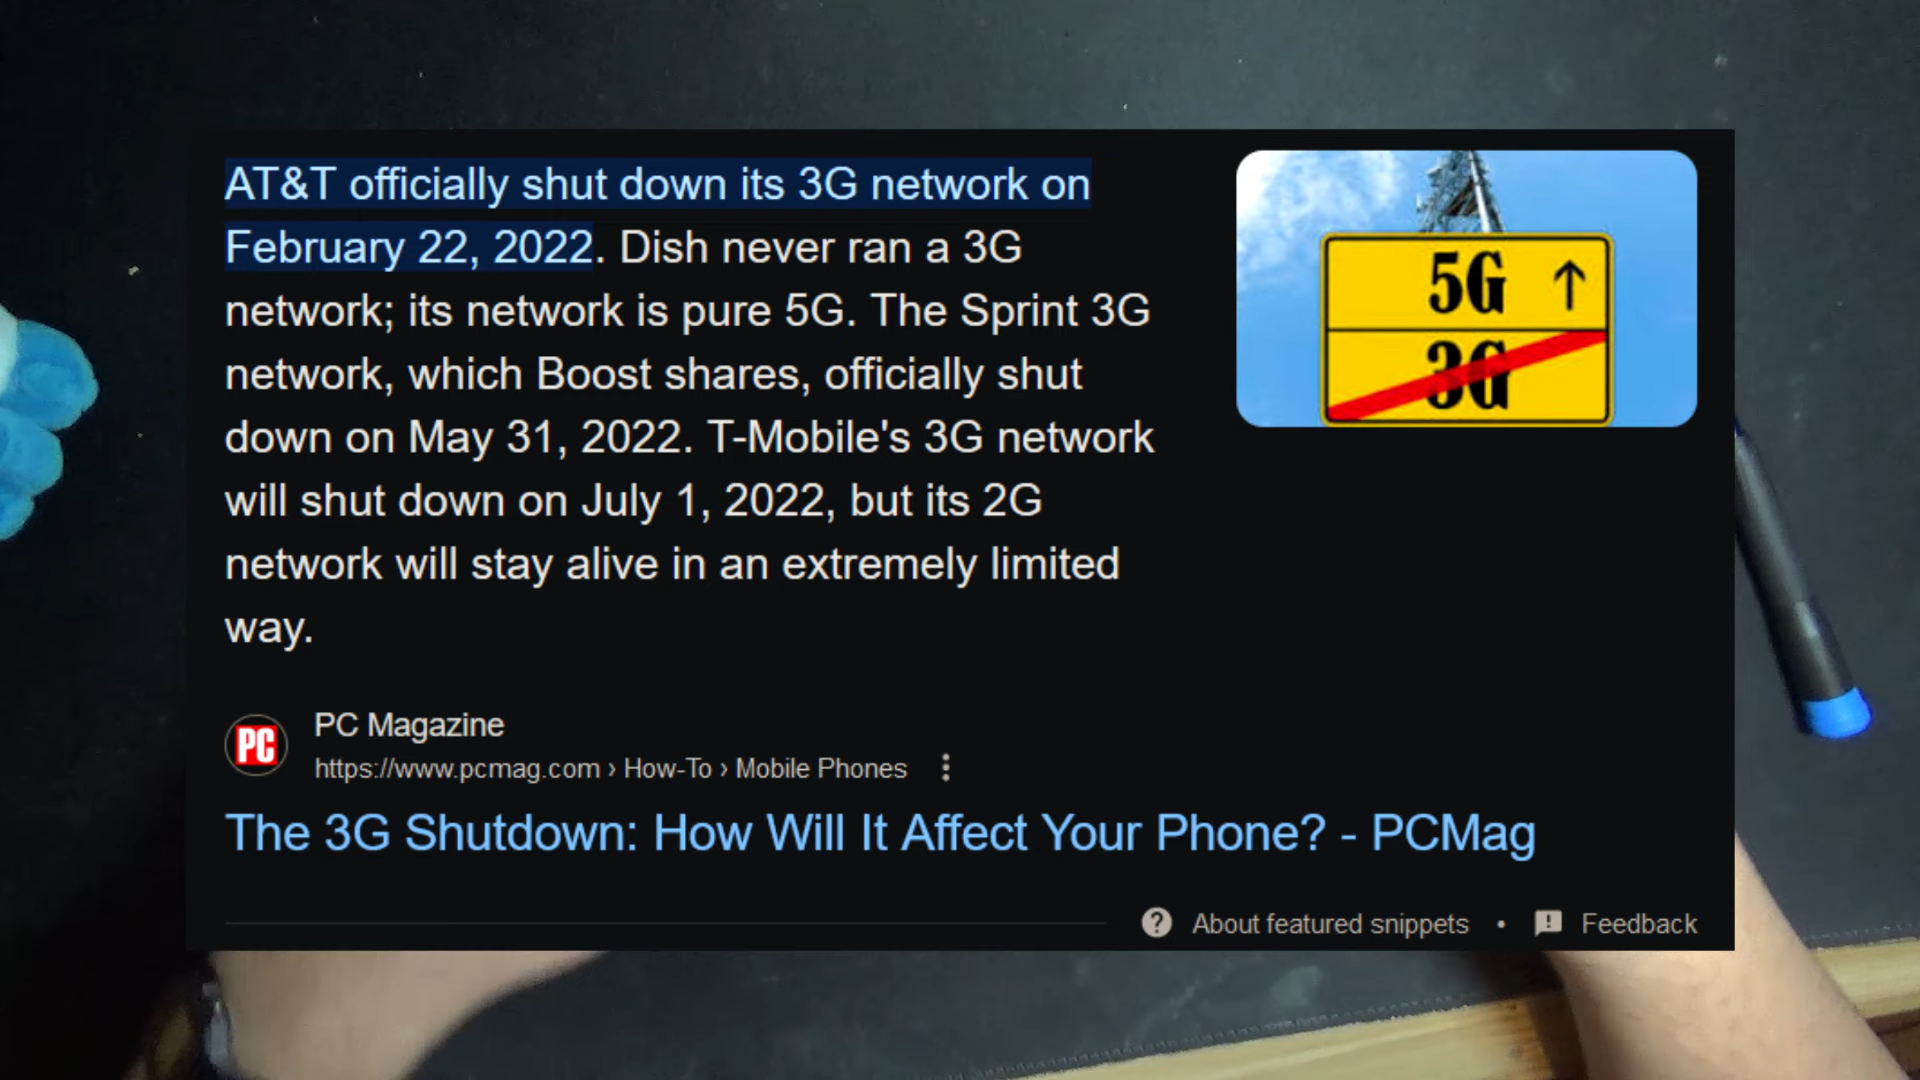 AT&T officially shut down its 3G network on
February 22, 2022. Dish never ran a 3G
network; its network is pure 5G. The Sprint 3G
network, which Boost shares, officially shut
down on May 31, 2022. T-Mobile's 3G network
will shut down on July 1, 2022, but its 2G
network will stay alive in an extremely limited
way.
5G ↑
3G
PC
PC Magazine
https://www.pcmag.com › How-To › Mobile Phones
The 3G Shutdown: How Will It Affect Your Phone? - PCMag
About featured snippets • Feedback